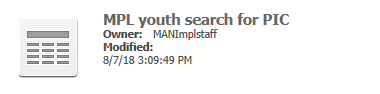 MPL youth search for PIC
Owner: MANImplstaff
Modified:
8/7/18 3:09:49 PM